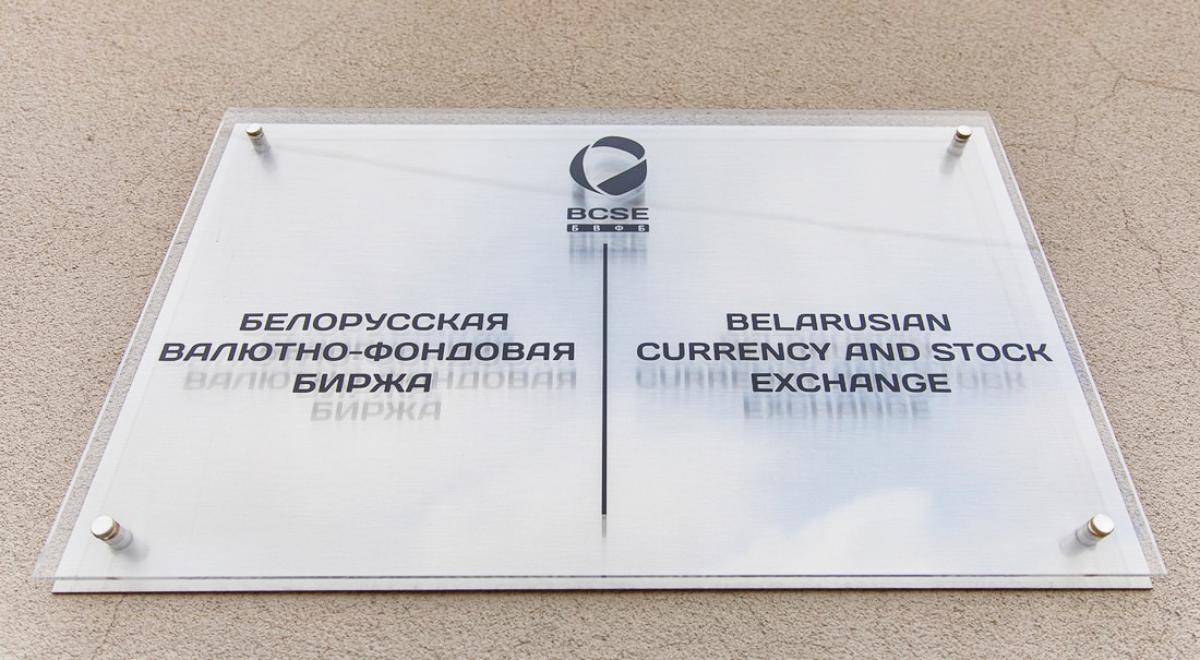 BCSE
БВФБ
БЕЛОРУССКАЯ
ВАЛЮТНО-ФОНДОВАЯ
БИРЖА
BELARUSIAN
CURRENCY AND STOCK
EXCHANGE